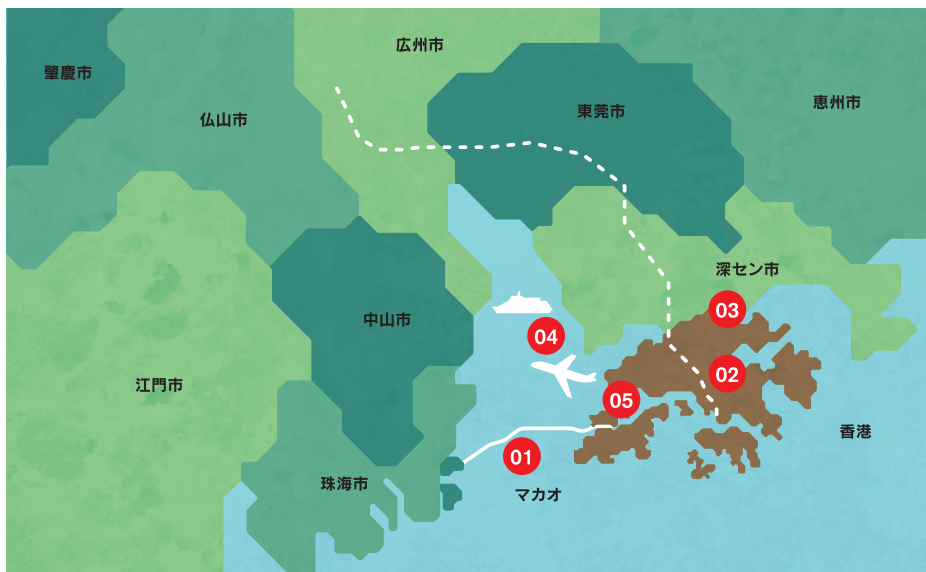 広州市
肇慶市
仏山市
東莞市
恵州市
深セン市
03
中山市
04
江門市
02
05
香港
01
珠海市
マカオ